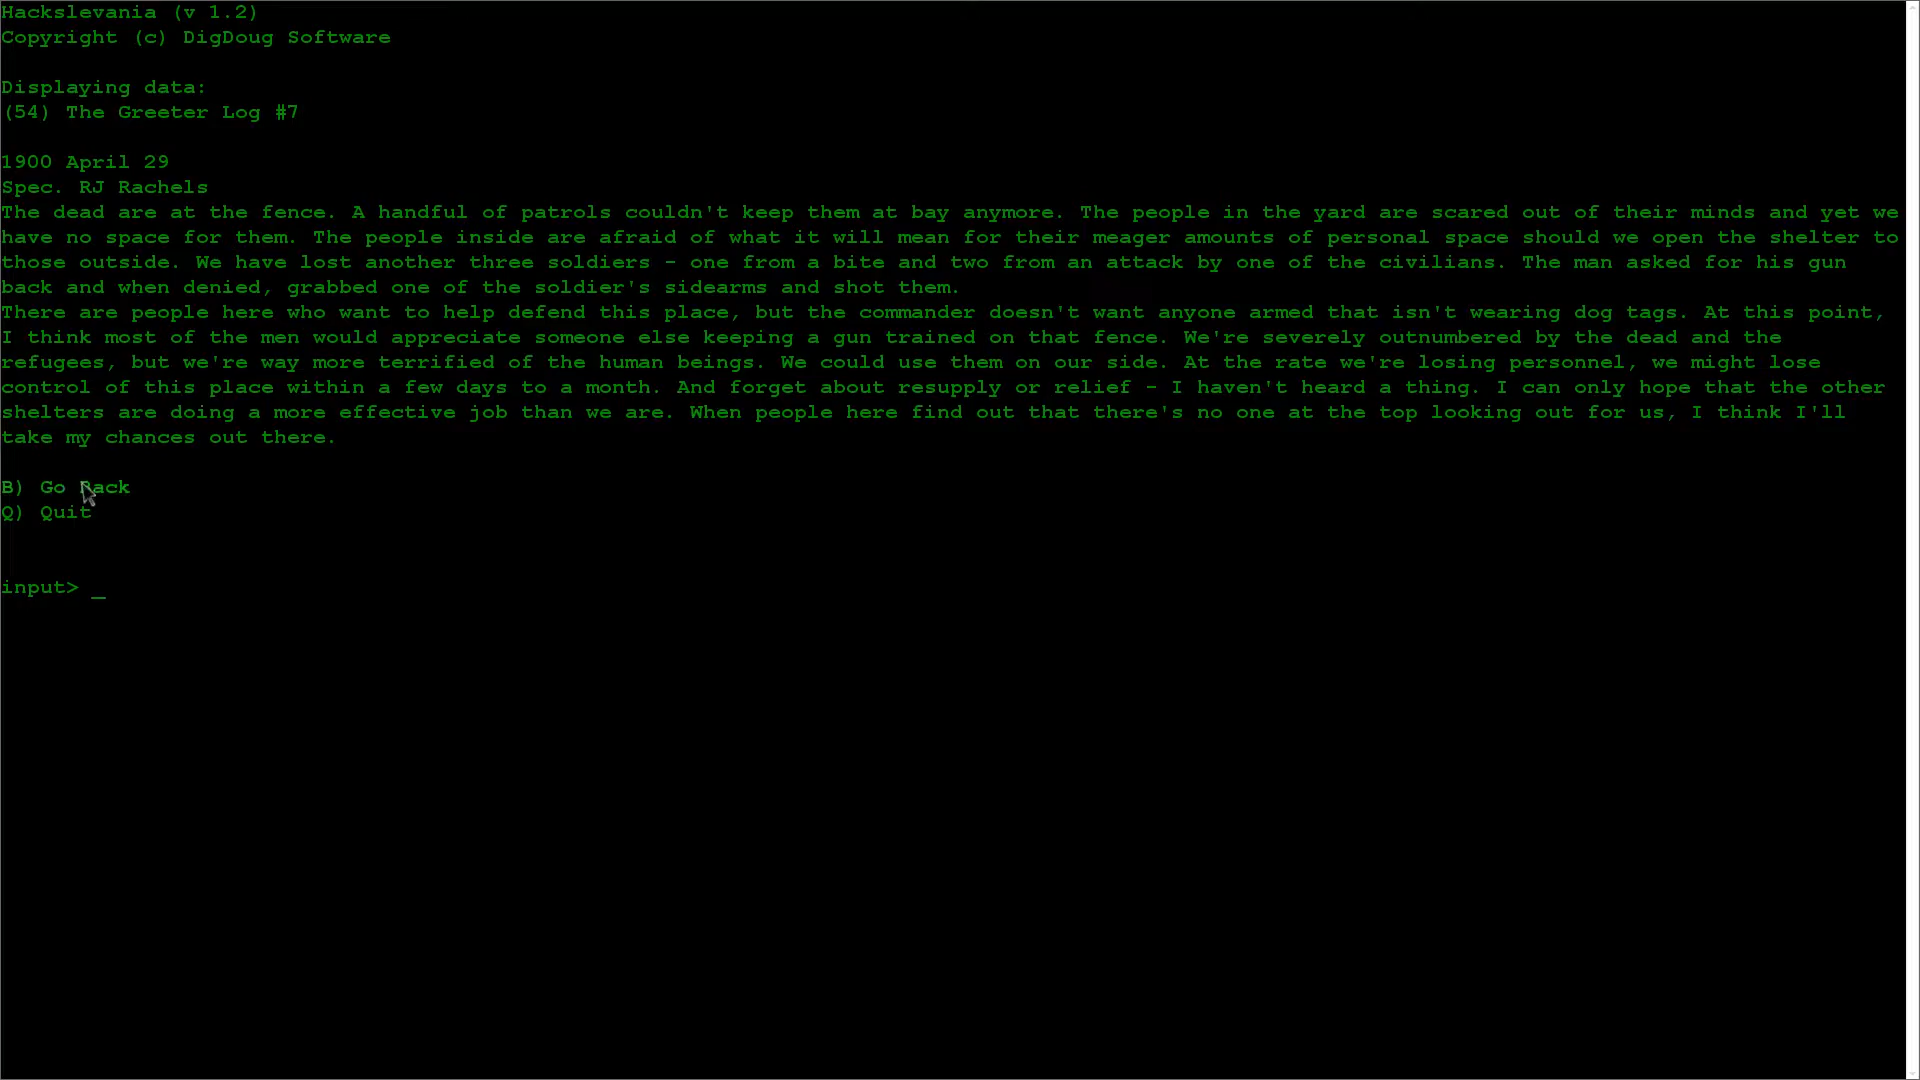 Hackslevania (v 1.2)
Copyright (c) DigDoug Software
Displaying data:
(54) The Greeter Log #7
1900 April 29
Spec. RJ Rachels
The dead are at the fence. A handful of patrols couldn't keep them at bay anymore. The people in the yard are scared out of their minds and yet we
have no space for them. The people inside are afraid of what it will mean for their meager amounts of personal space should we open the shelter to
those outside. We have lost another three soldiers - one from a bite and two from an attack by one of the civilians. The man asked for his gun
back and when denied, grabbed one of the soldier's sidearms and shot them.
There are people here who want to help defend this place, but the commander doesn't want anyone armed that isn't wearing dog tags. At this point,
I think most of the men would appreciate someone else keeping a gun trained on that fence. We're severely outnumbered by the dead and the
refugees, but we're way more terrified of the human beings. We could use them on our side. At the rate we're losing personnel, we might lose
control of this place within a few days to a month. And forget about resupply or relief - I haven't heard a thing. I can only hope that the other
shelters are doing a more effective job than we are. When people here find out that there's no one at the top looking out for us, I think I'll
take my chances out there.
B) Go Back
Q) Quit
input> _